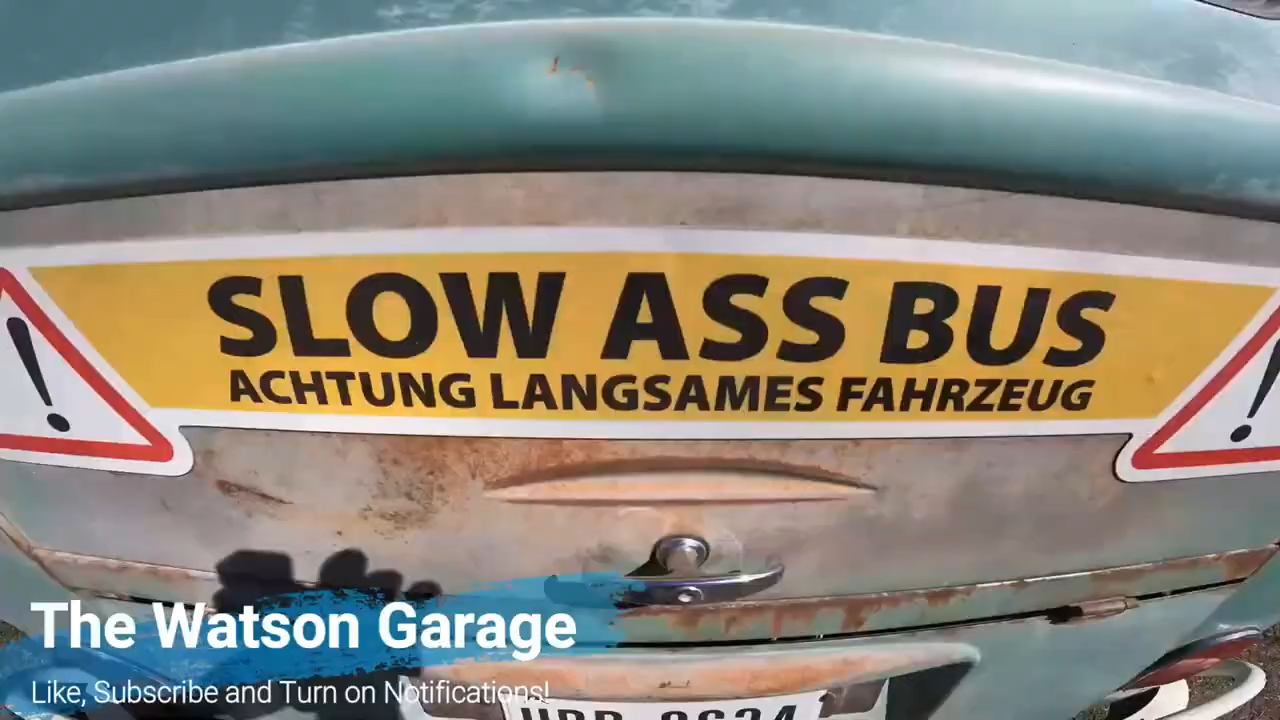 SLOW ASS BUS
ACHTUNG LANGSAMES FAHRZEUG
The Watson Garage
Like, Subscribe and Turn on Notifications!